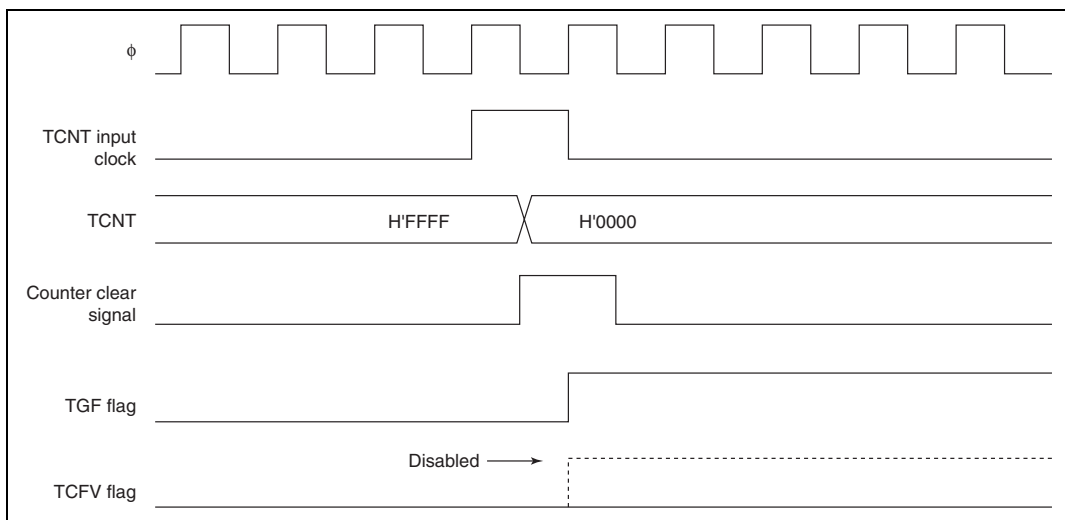 ϕ
TCNT input
clock
TCNT
H'FFFF
H'0000
Counter clear
signal
TGF flag
Disabled
TCFV flag